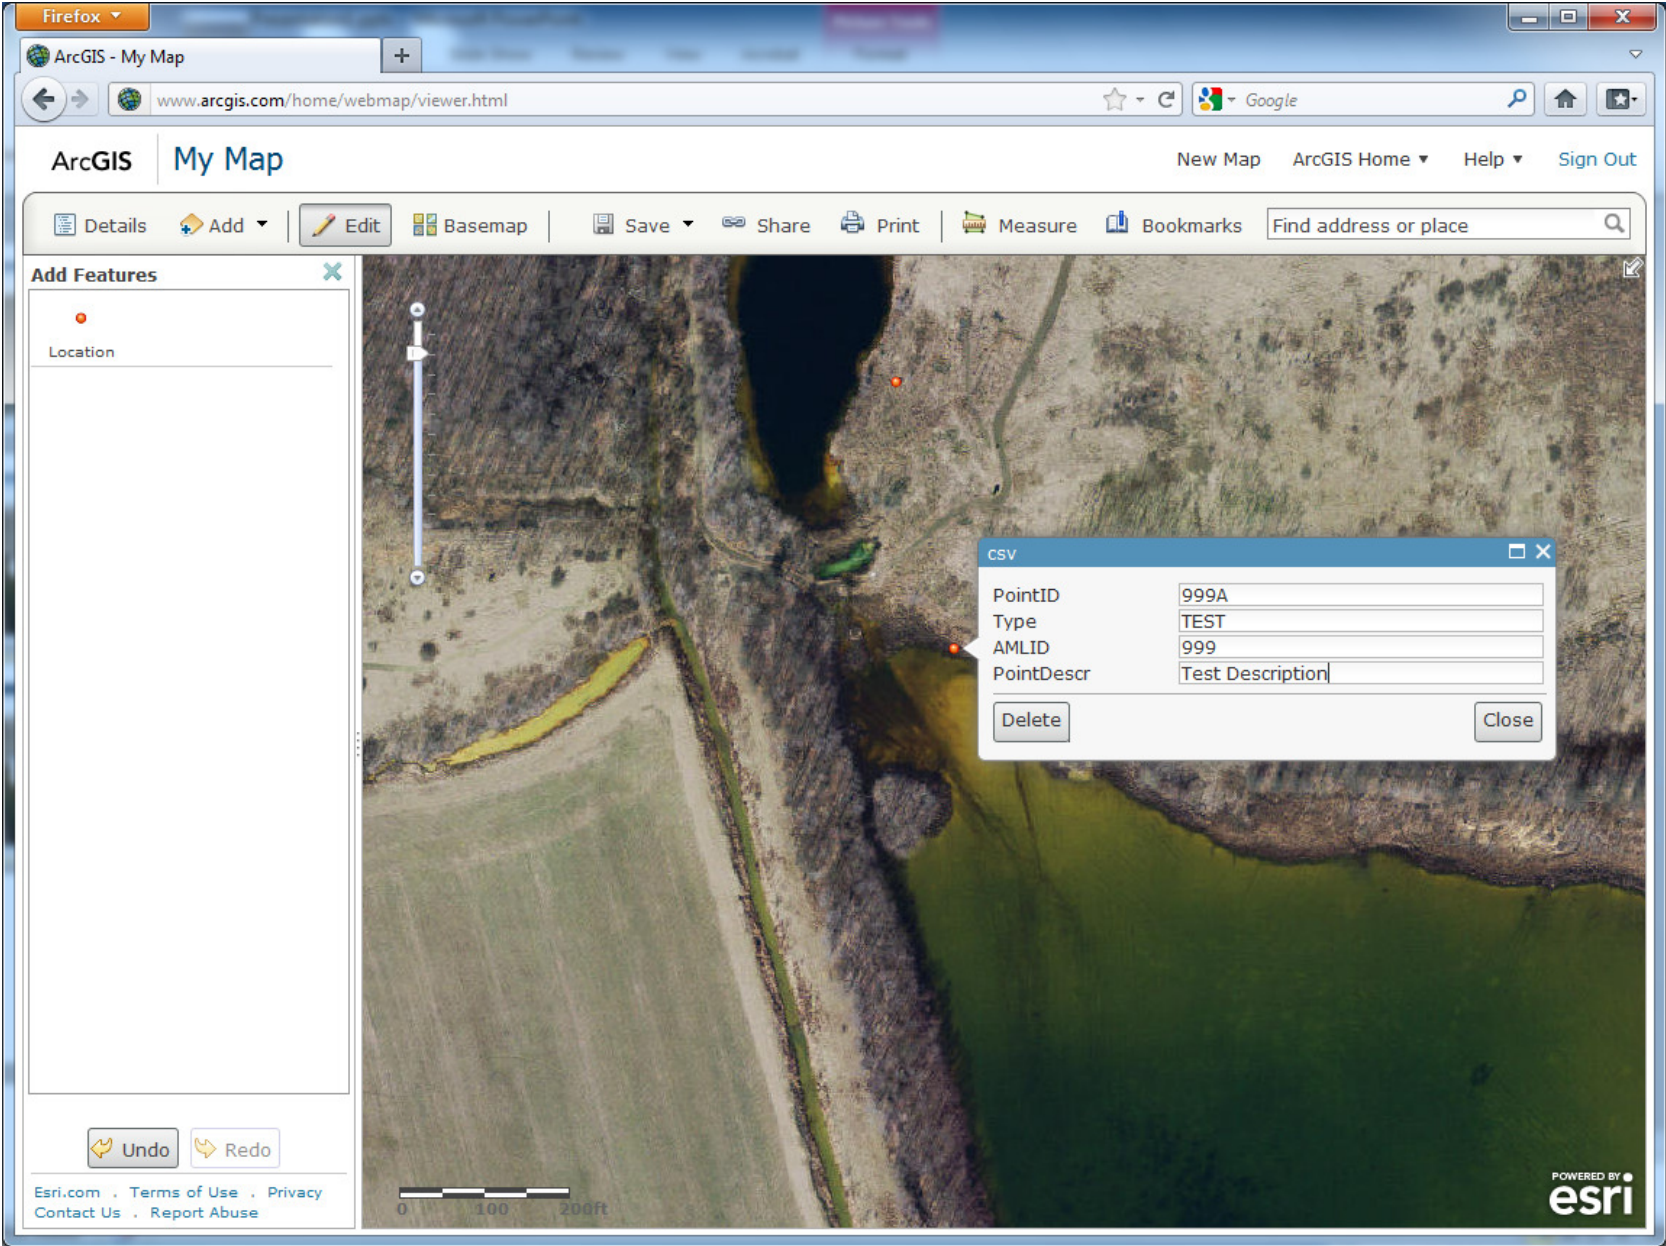 Firefox
ArcGIS - My Map
www.arcgis.com/home/webmap/viewer.html
Google
ArcGIS
My Map
New Map
ArcGIS Home
Help
Sign Out
Details
Add
Edit
Basemap
Save
Share
Print
Measure
Bookmarks
Find address or place
Add Features
Location
csv
PointID 999A
Type TEST
AMLID 999
PointDescr Test Description
Delete
Close
Undo
Redo
Esri.com . Terms of Use . Privacy
Contact Us . Report Abuse
0 100 200ft
POWERED BY
esri